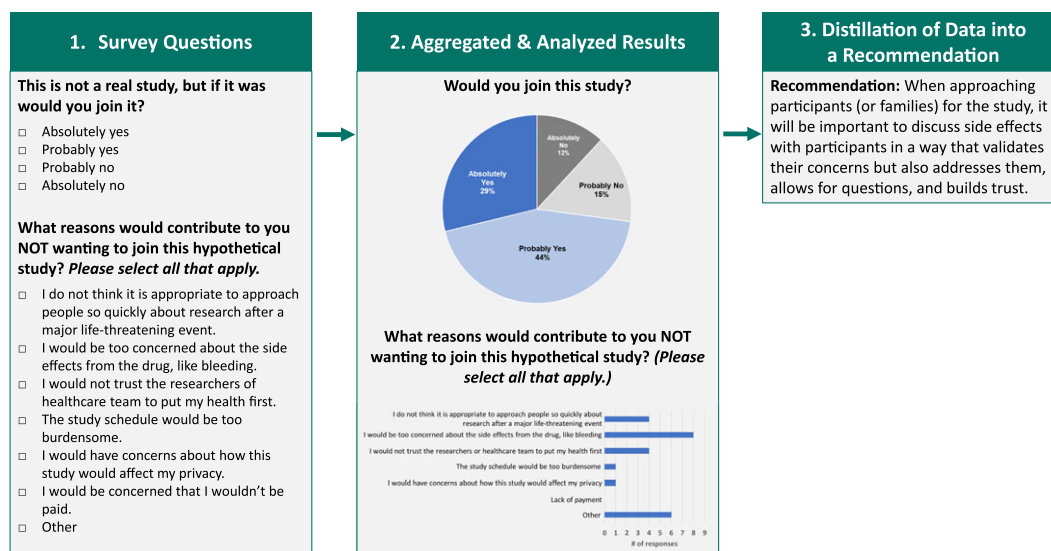 1. Survey Questions
This is not a real study, but if it was
would you join it?
□ Absolutely yes
□ Probably yes
□ Probably no
□ Absolutely no
What reasons would contribute to you
NOT wanting to join this hypothetical
study? Please select all that apply.
□ I do not think it is appropriate to approach
people so quickly about research after a
major life-threatening event.
□ I would be too concerned about the side
effects from the drug, like bleeding.
□ I would not trust the researchers of
healthcare team to put my health first.
□ The study schedule would be too
burdensome.
□ I would have concerns about how this
study would affect my privacy.
□ I would be concerned that I wouldn't be
paid.
□ Other
2. Aggregated & Analyzed Results
Would you join this study?
Absolutely
No
12%
Absolutely
Yes
29%
Probably No
15%
Probably Yes
44%
What reasons would contribute to you NOT
wanting to join this hypothetical study? (Please
select all that apply.)
I do not think it is appropriate to approach people so quickly about
research after a major life-threatening event
I would be too concerned about the side effects from the drug, like bleeding
I would not trust the researchers or healthcare team to put my health first
The study schedule would be too burdensome
I would have concerns about how this study would affect my privacy
Lack of payment
Other
0 1 2 3 4 5 6 7 8 9
# of responses
3. Distillation of Data into
a Recommendation
Recommendation: When approaching
participants (or families) for the study, it
will be important to discuss side effects
with participants in a way that validates
their concerns but also addresses them,
allows for questions, and builds trust.